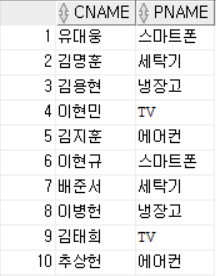 CNAME PNAME
1 유대웅 스마트폰
2 김명훈 세탁기
3 김용현 냉장고
4 이현민 TV
5 김지훈 에어컨
6 이현규 스마트폰
7 배준서 세탁기
8 이병헌 냉장고
9 김태희 TV
10 추상헌 에어컨